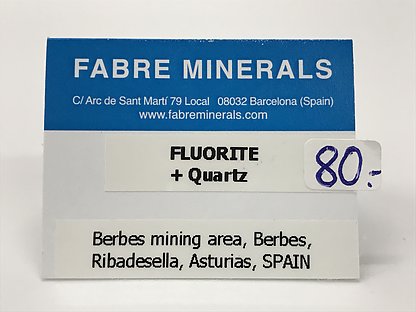 FABRE MINERALS
C/ Arc de Sant Martí 79 Local 08032 Barcelona (Spain)
www.fabreminerals.com
FLUORITE
+ Quartz
80.-
Berbes mining area, Berbes,
Ribadesella, Asturias, SPAIN